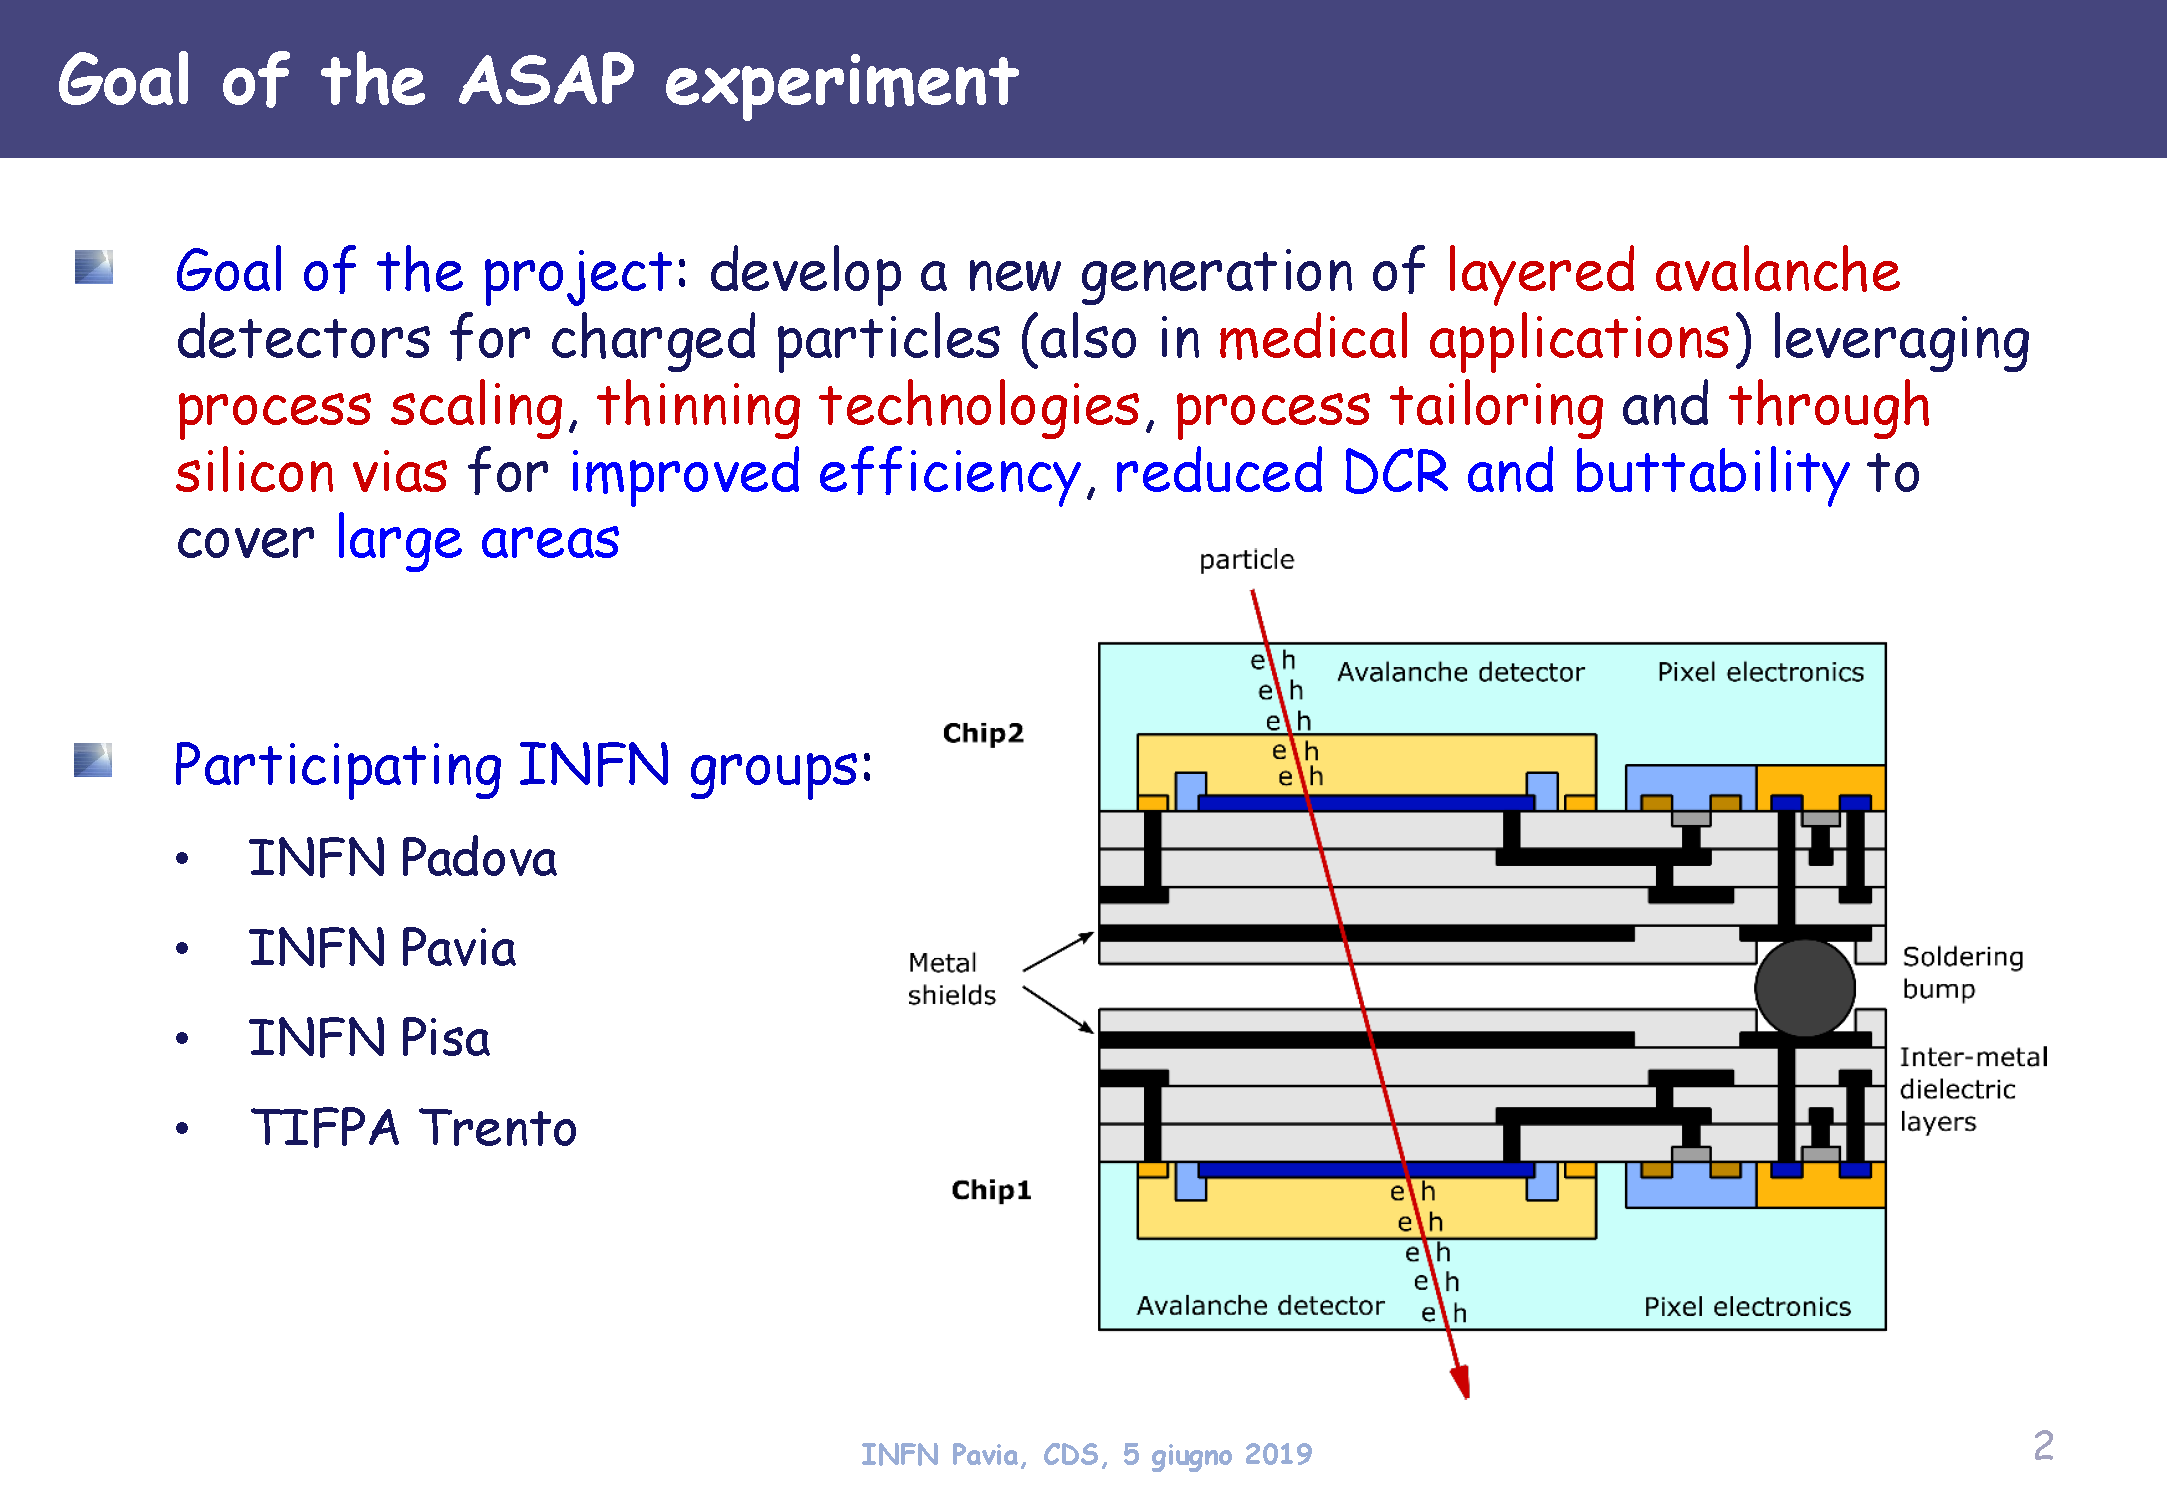 Goal of the ASAP experiment
Goal of the project: develop a new generation of layered avalanche
detectors for charged particles (also in medical applications) leveraging
process scaling, thinning technologies, process tailoring and through
silicon vias for improved efficiency, reduced DCR and buttability to
cover large areas
Participating INFN groups:
• INFN Padova
• INFN Pavia
• INFN Pisa
• TIFPA Trento
particle
e h
Avalanche detector
Pixel electronics
e h
e h
Chip2
e h
e h
Metal
shields
Soldering
bump
Inter-metal
dielectric
layers
Chip1
e h
e h
e h
e h
Avalanche detector
e h
Pixel electronics
INFN Pavia, CDS, 5 giugno 2019
2